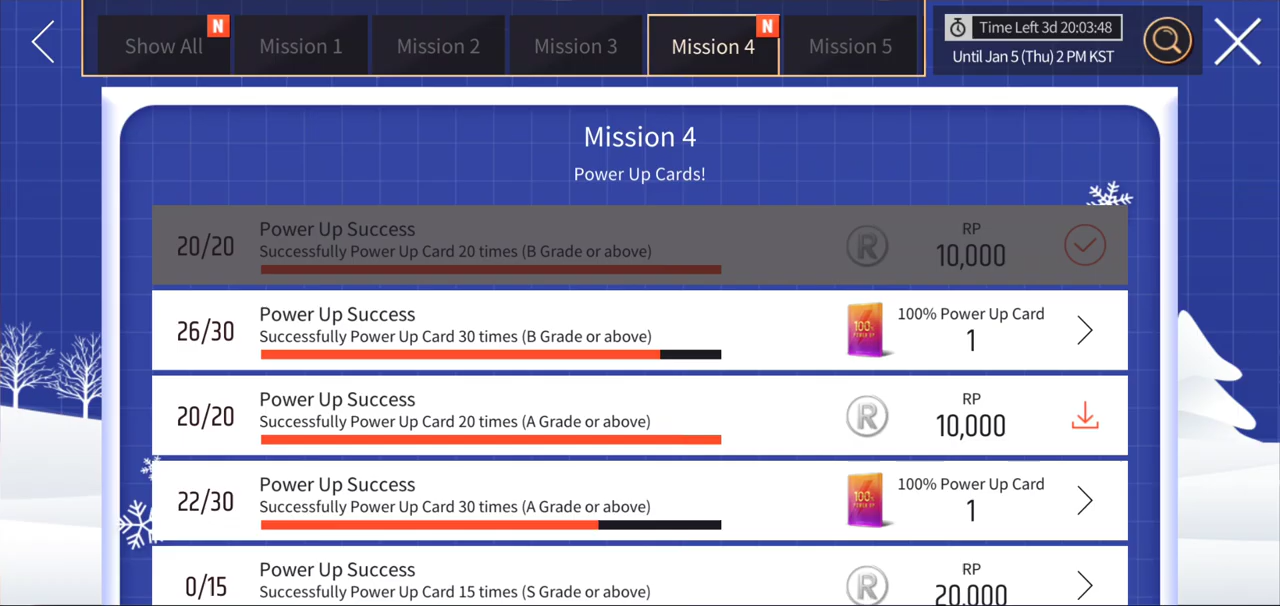 Show All
N
Mission 1
Mission 2
Mission 3
Mission 4
N
Mission 5
Time Left 3d 20:03:48
Until Jan 5 (Thu) 2 PM KST
Mission 4
Power Up Cards!
20/20
Power Up Success
Successfully Power Up Card 20 times (B Grade or above)
R
RP
10,000
26/30
Power Up Success
Successfully Power Up Card 30 times (B Grade or above)
100%
POWER UP
100% Power Up Card
1
20/20
Power Up Success
Successfully Power Up Card 20 times (A Grade or above)
R
RP
10,000
22/30
Power Up Success
Successfully Power Up Card 30 times (A Grade or above)
100%
POWER UP
100% Power Up Card
1
0/15
Power Up Success
Successfully Power Up Card 15 times (S Grade or above)
R
RP
20,000